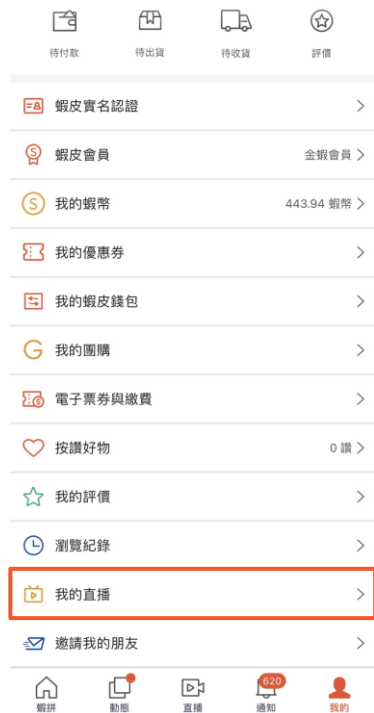 待付款 待出貨 待收貨 評價
蝦皮實名認證
蝦皮會員 金蝦會員
我的蝦幣 443.94 蝦幣
我的優惠券
我的蝦皮錢包
我的團購
電子票券與繳費
按讚好物 0 讚
我的評價
瀏覽紀錄
我的直播
邀請我的朋友
620
蝦拼 動態 直播 通知 我的